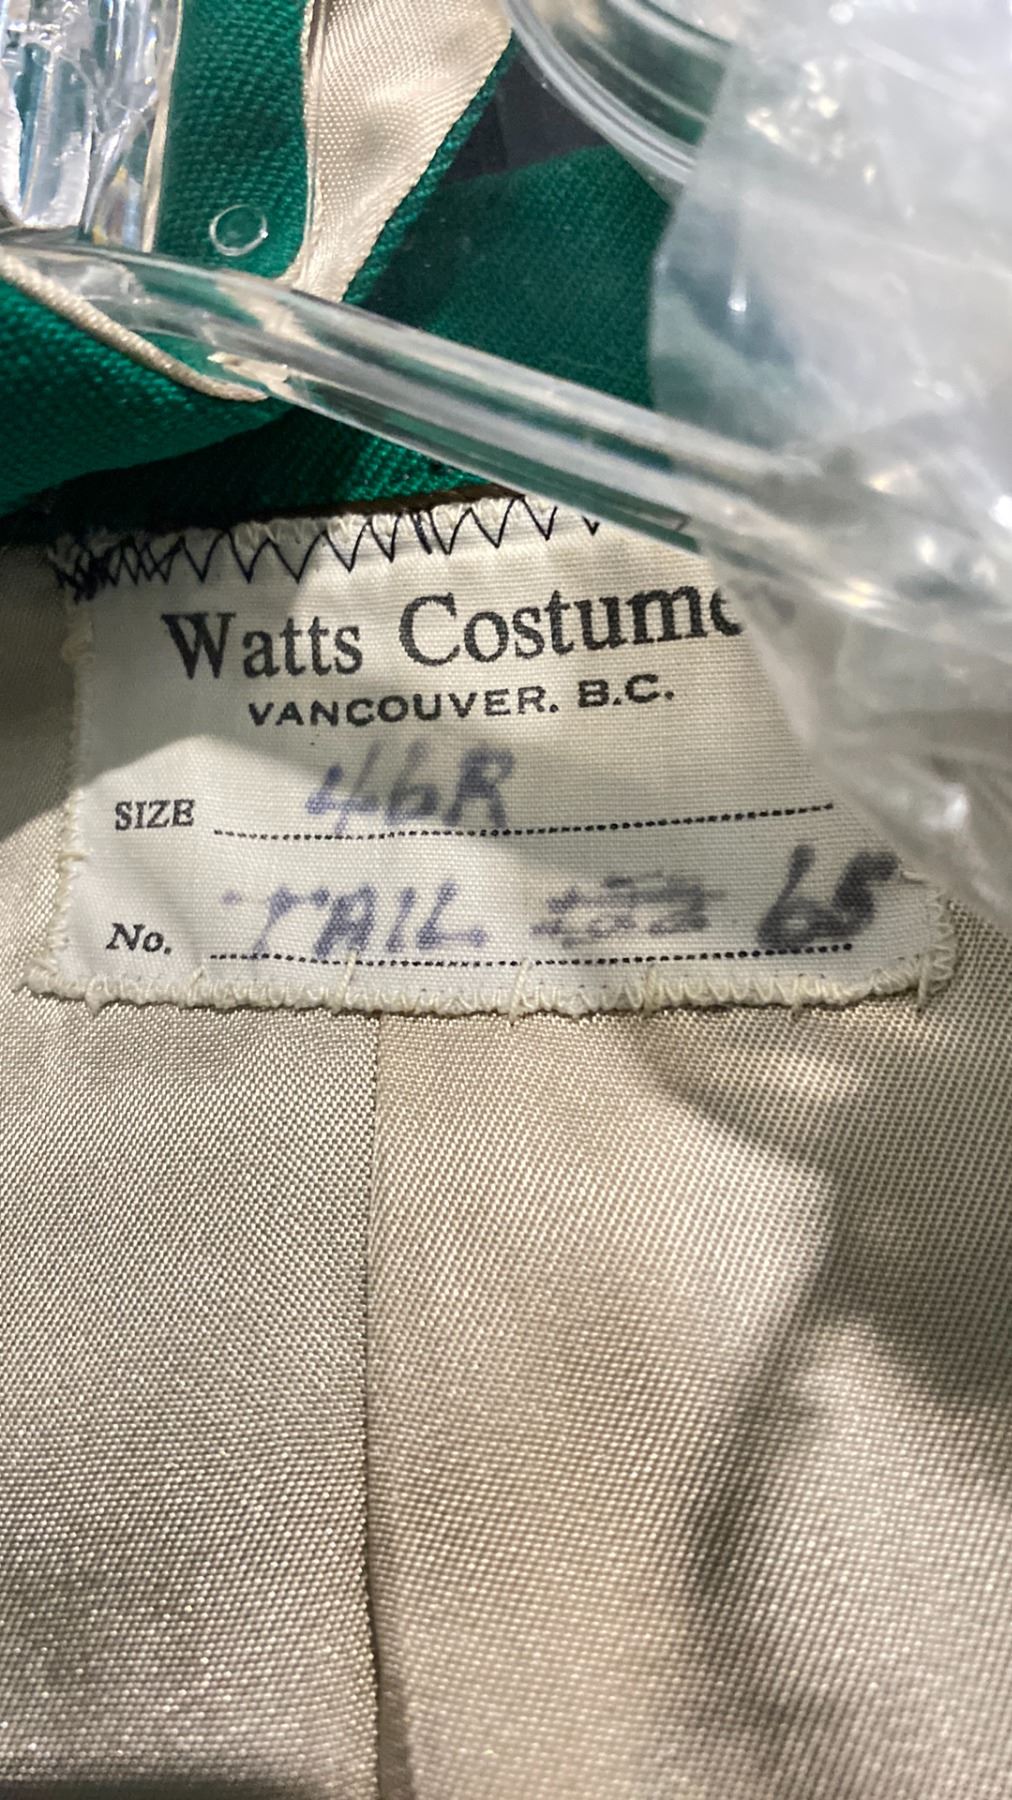 Watts Costume
VANCOUVER. B.C.
SIZE 46R
No. TAIL 65